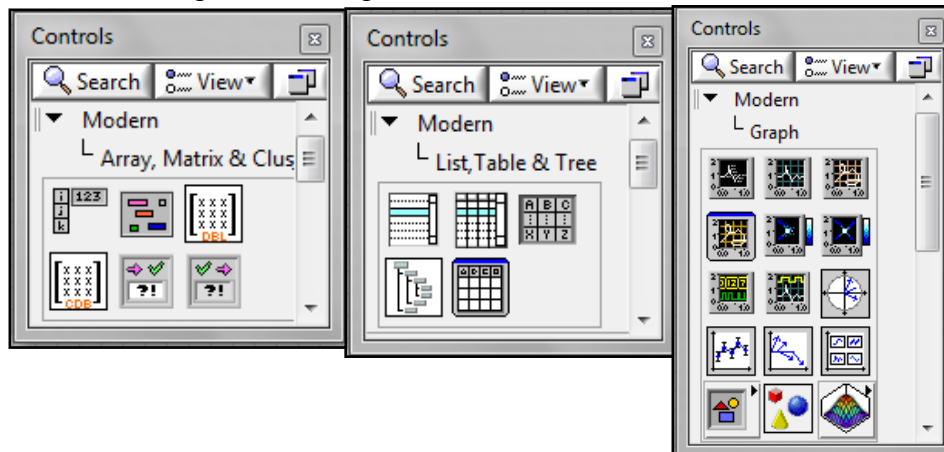 Controls
Search View
Modern
Array, Matrix & Clus
123
i
j
k
DBL
CDB
?!
?!
Controls
Search View
Modern
List, Table & Tree
A B C
X Y Z
Controls
Search View
Modern
Graph